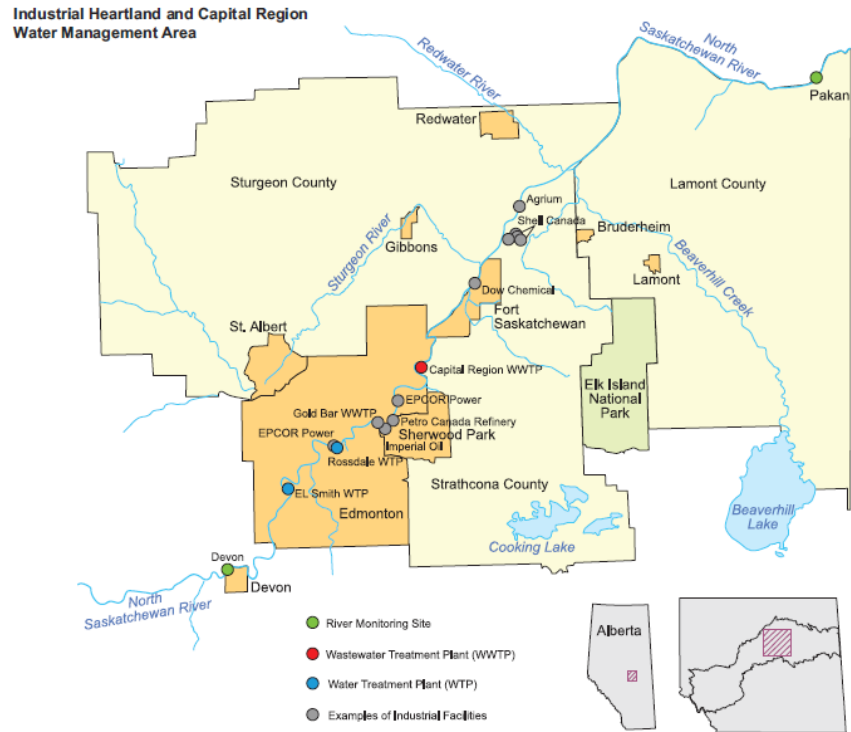 Industrial Heartland and Capital Region
Water Management Area
North
Saskatchewan River
Redwater River
Pakan
Redwater
Sturgeon County
Lamont County
Agrium
Shell Canada
Bruderheim
Gibbons
Sturgeon River
Beaverhill Creek
Lamont
Dow Chemical
Fort
Saskatchewan
St. Albert
Capital Region WWTP
Elk Island
National
Park
EPCOR Power
Gold Bar WWTP
Petro Canada Refinery
EPCOR Power
Sherwood Park
Imperial Oil
Rossdale WTP
Strathcona County
EL Smith WTP
Edmonton
Beaverhill
Lake
Cooking Lake
Devon
Devon
North
Saskatchewan River
River Monitoring Site
Wastewater Treatment Plant (WWTP)
Water Treatment Plant (WTP)
Examples of Industrial Facilities
Alberta